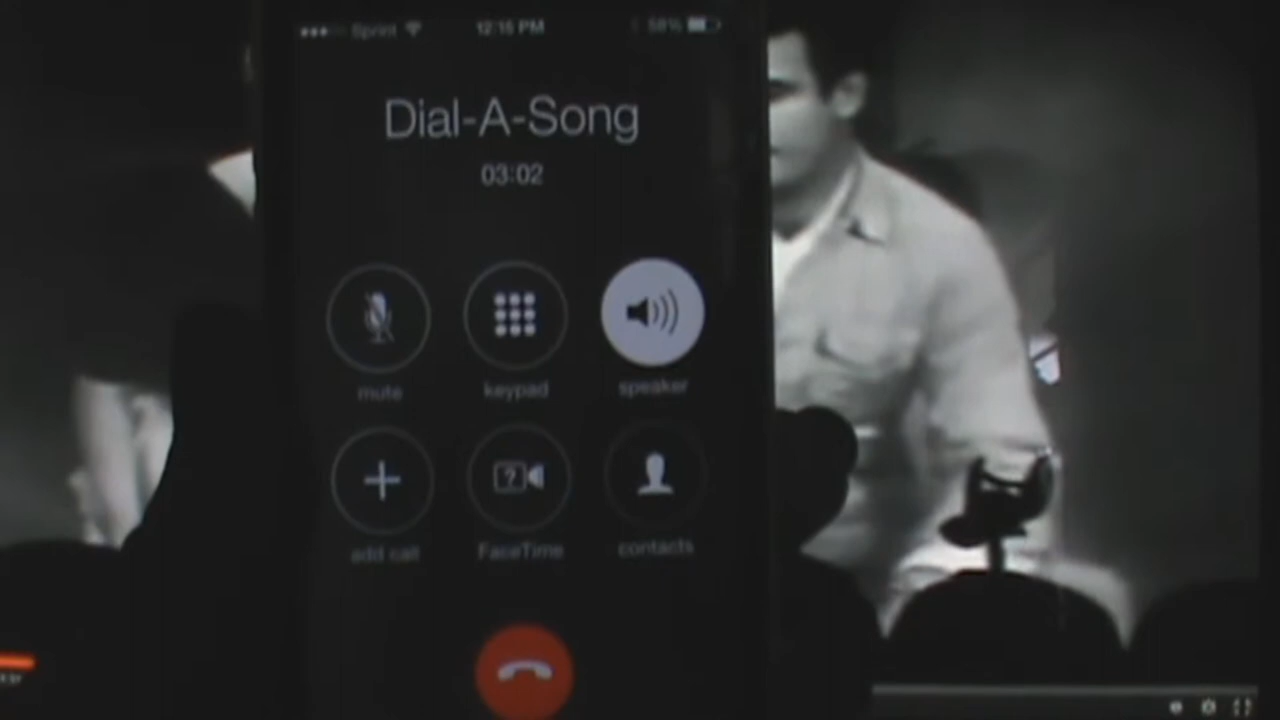 Sprint 12:15 PM 58%
Dial-A-Song
03:02
mute keypad speaker
?
add call FaceTime contacts